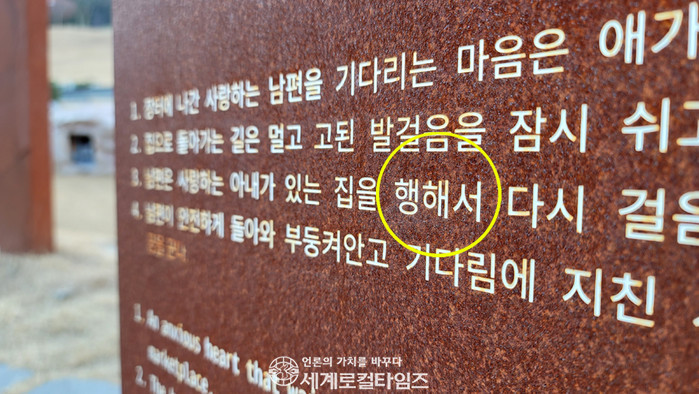 1. 장터에 나간 사랑하는 남편을 기다리는 마음은 애가
2. 집으로 돌아가는 길은 멀고 고된 발걸음을 잠시 쉬고
3. 남편은 사랑하는 아내가 있는 집을 행해서 다시 걸음
4. 남편이 안전하게 돌아와 부둥켜안고 기다림에 지친
1. An anxious heart that
marketplace.
2. The
언론의 가치를 바꾸다
세계로컬타임즈